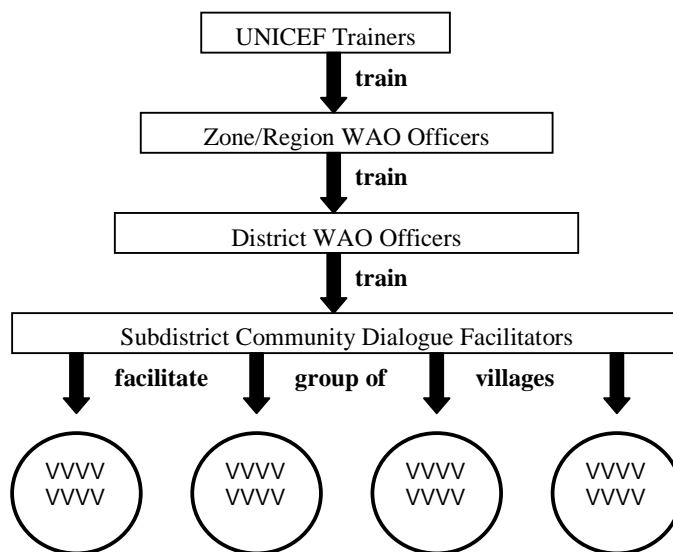 UNICEF Trainers
train
Zone/Region WAO Officers
train
District WAO Officers
train
Subdistrict Community Dialogue Facilitators
facilitate group of villages
VVVV VVVV VVVV VVVV
VVVV VVVV VVVV VVVV